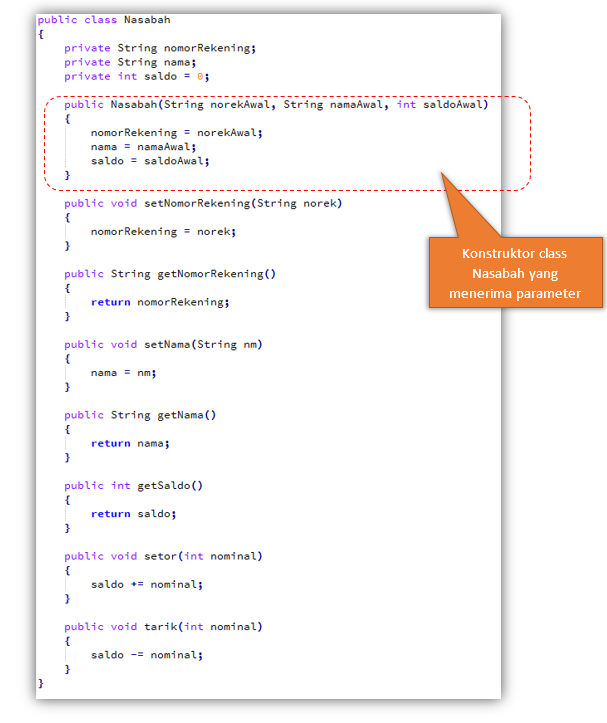 public class Nasabah
{
private String nomorRekening;
private String nama;
private int saldo = 0;
public Nasabah(String norekAwal, String namaAwal, int saldoAwal)
{
nomorRekening = norekAwal;
nama = namaAwal;
saldo = saldoAwal;
}
public void setNomorRekening(String norek)
{
nomorRekening = norek;
}
public String getNomorRekening()
{
return nomorRekening;
}
public void setNama(String nm)
{
nama = nm;
}
public String getNama()
{
return nama;
}
public int getSaldo()
{
return saldo;
}
public void setor(int nominal)
{
saldo += nominal;
}
public void tarik(int nominal)
{
saldo -= nominal;
}
}
Konstruktor class
Nasabah yang
menerima parameter